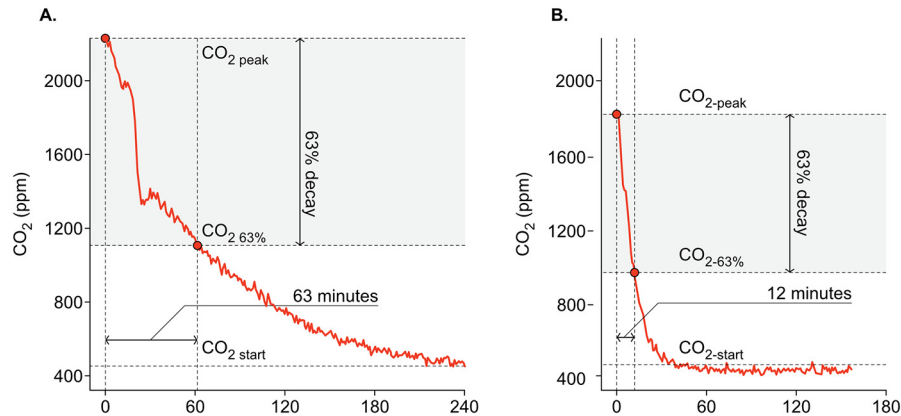 A.
CO2 peak
2000
1600
1200
800
400
CO2 (ppm)
63% decay
CO2 63%
63 minutes
CO2 start
0
60
120
180
240
B.
CO2-peak
2000
1600
1200
800
400
CO2 (ppm)
63% decay
CO2-63%
12 minutes
CO2-start
0
60
120
180